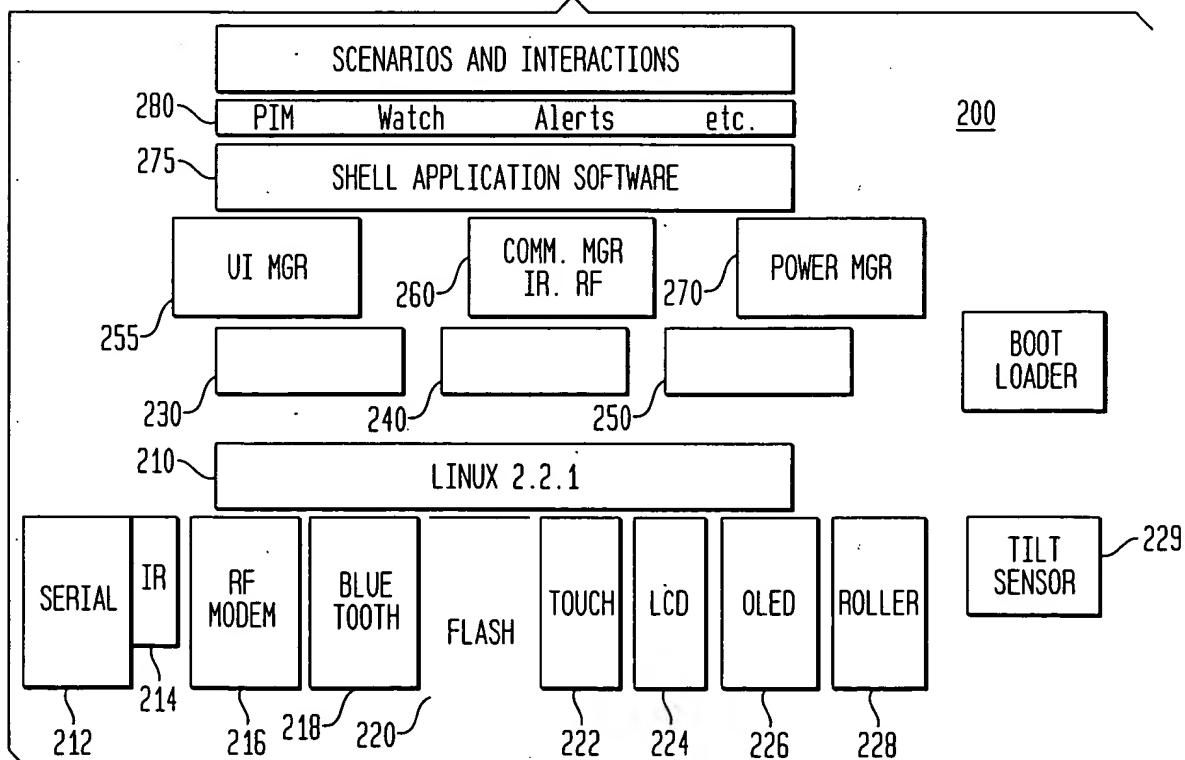 SCENARIOS AND INTERACTIONS
280
PIM Watch Alerts etc.
200
275
SHELL APPLICATION SOFTWARE
UI MGR
255
COMM. MGR
IR. RF
260
POWER MGR
270
BOOT
LOADER
230
240
250
210
LINUX 2.2.1
SERIAL
IR
RF
MODEM
BLUE
TOOTH
FLASH
TOUCH
LCD
OLED
ROLLER
TILT
SENSOR
229
212
214
216
218
220
222
224
226
228